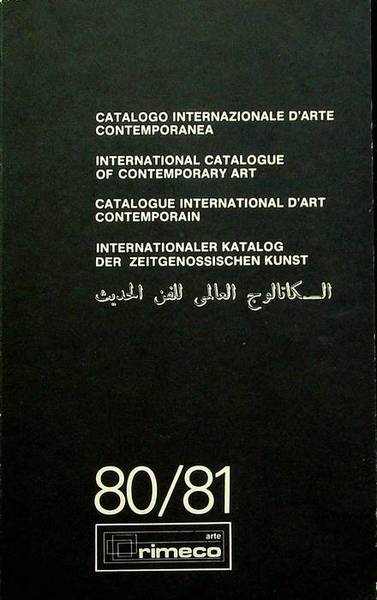 CATALOGO INTERNAZIONALE D'ARTE
CONTEMPORANEA
INTERNATIONAL CATALOGUE
OF CONTEMPORARY ART
CATALOGUE INTERNATIONAL D'ART
CONTEMPORAIN
INTERNATIONALER KATALOG
DER ZEITGENOSSISCHEN KUNST
الكاتالوج العالمى للفن الحديث
80/81
arte
rimeco